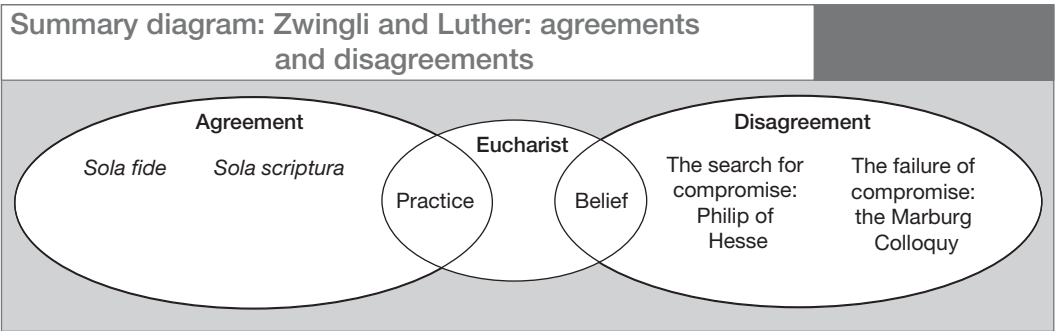 Summary diagram: Zwingli and Luther: agreements
and disagreements
Agreement
Sola fide Sola scriptura
Eucharist
Practice
Belief
Disagreement
The search for
compromise:
Philip of
Hesse
The failure of
compromise:
the Marburg
Colloquy